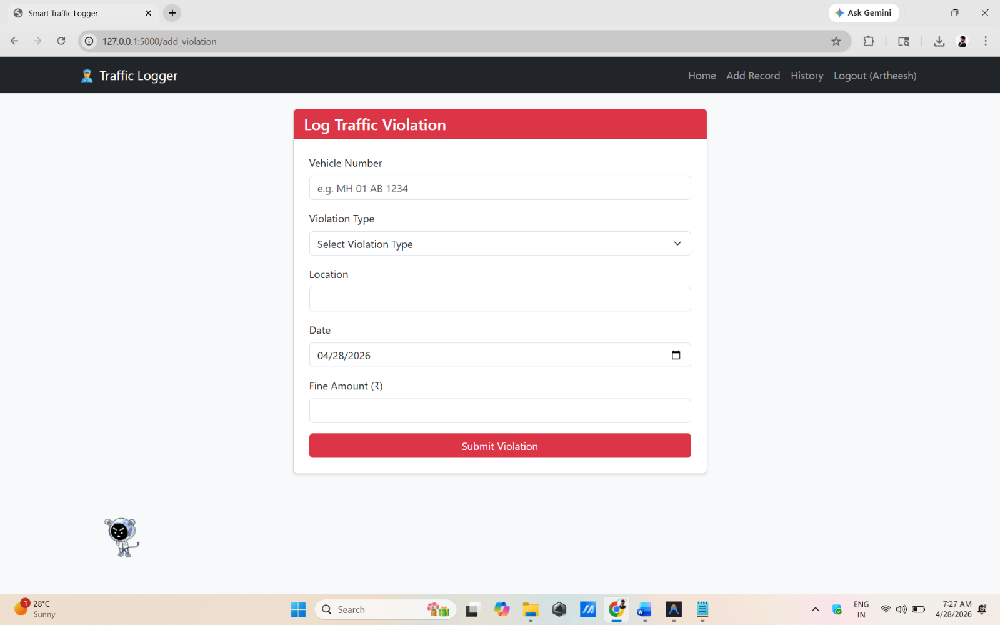 Smart Traffic Logger
Ask Gemini
127.0.0.1:5000/add_violation
Traffic Logger
Home Add Record History Logout (Artheesh)
Log Traffic Violation
Vehicle Number
e.g. MH 01 AB 1234
Violation Type
Select Violation Type
Location
Date
04/28/2026
Fine Amount (₹)
Submit Violation
1
28°C
Sunny
Search
ENG
IN
7:27 AM
4/28/2026